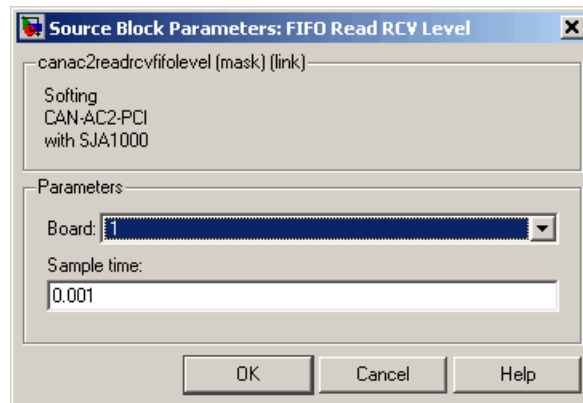 Source Block Parameters: FIFO Read RCV Level
canac2readrcvfifolevel (mask) (link)
Softing
CAN-AC2-PCI
with SJA1000
Parameters
Board: 1
Sample time:
0.001
OK Cancel Help